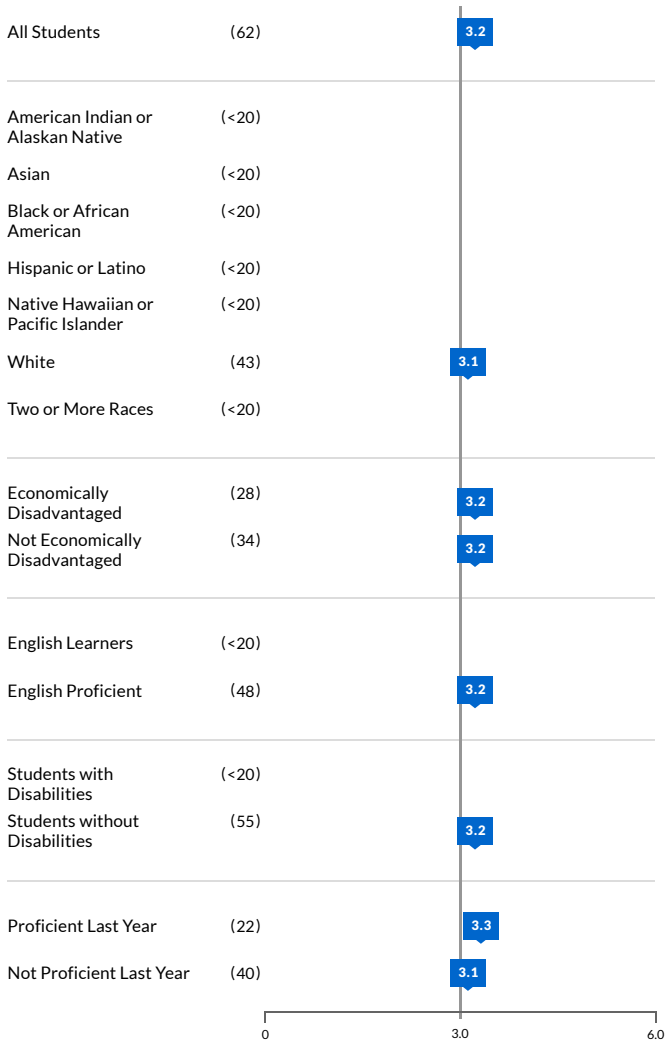 All Students (62) 3.2
American Indian or (<20)
Alaskan Native
Asian (<20)
Black or African (<20)
American
Hispanic or Latino (<20)
Native Hawaiian or (<20)
Pacific Islander
White (43) 3.1
Two or More Races (<20)
Economically (28) 3.2
Disadvantaged
Not Economically (34) 3.2
Disadvantaged
English Learners (<20)
English Proficient (48) 3.2
Students with (<20)
Disabilities
Students without (55) 3.2
Disabilities
Proficient Last Year (22) 3.3
Not Proficient Last Year (40) 3.1
0 3.0 6.0